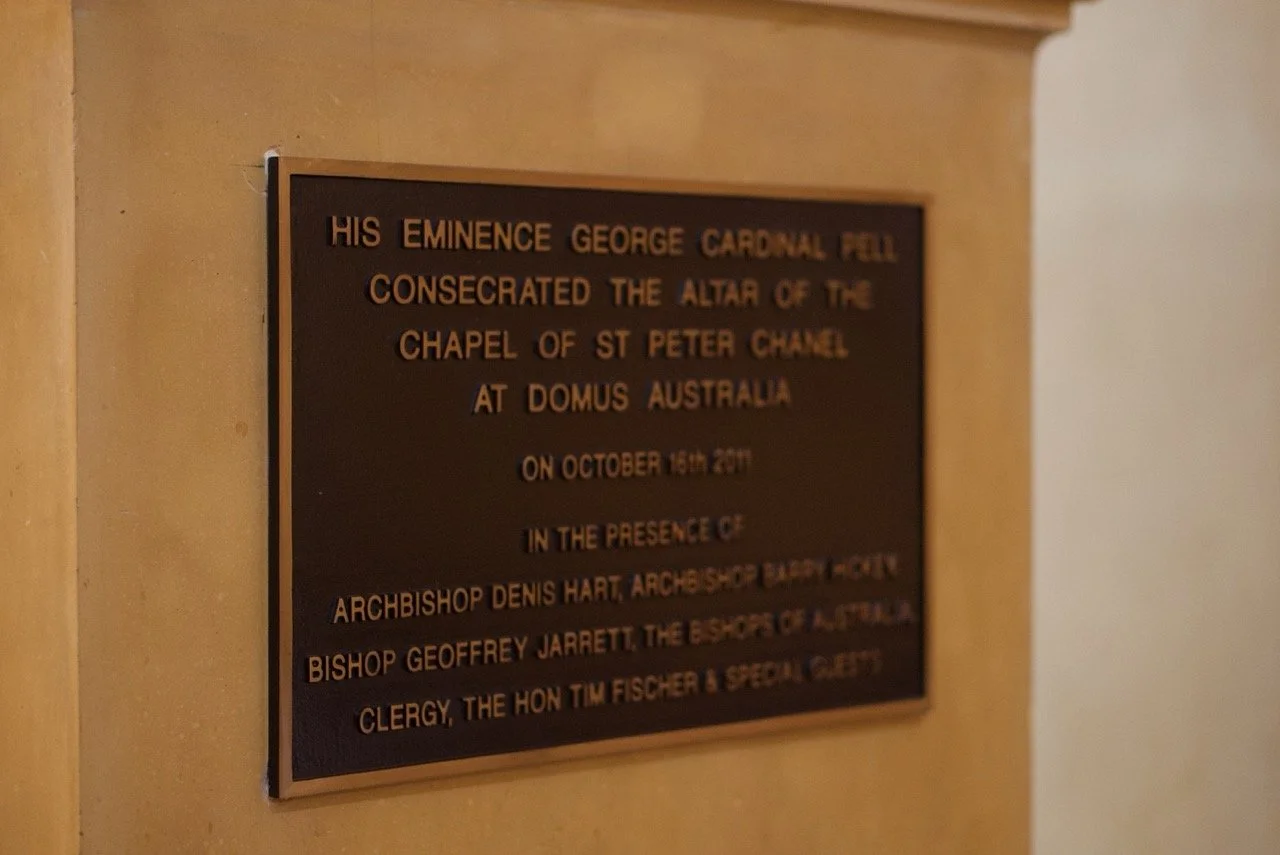 HIS EMINENCE GEORGE CARDINAL PELL
CONSECRATED THE ALTAR OF THE
CHAPEL OF ST PETER CHANEL
AT DOMUS AUSTRALIA
ON OCTOBER 16th 2011
IN THE PRESENCE OF
ARCHBISHOP DENIS HART, ARCHBISHOP BARRY HICKEY,
BISHOP GEOFFREY JARRETT, THE BISHOPS OF AUSTRALIA,
CLERGY, THE HON TIM FISCHER & SPECIAL GUESTS